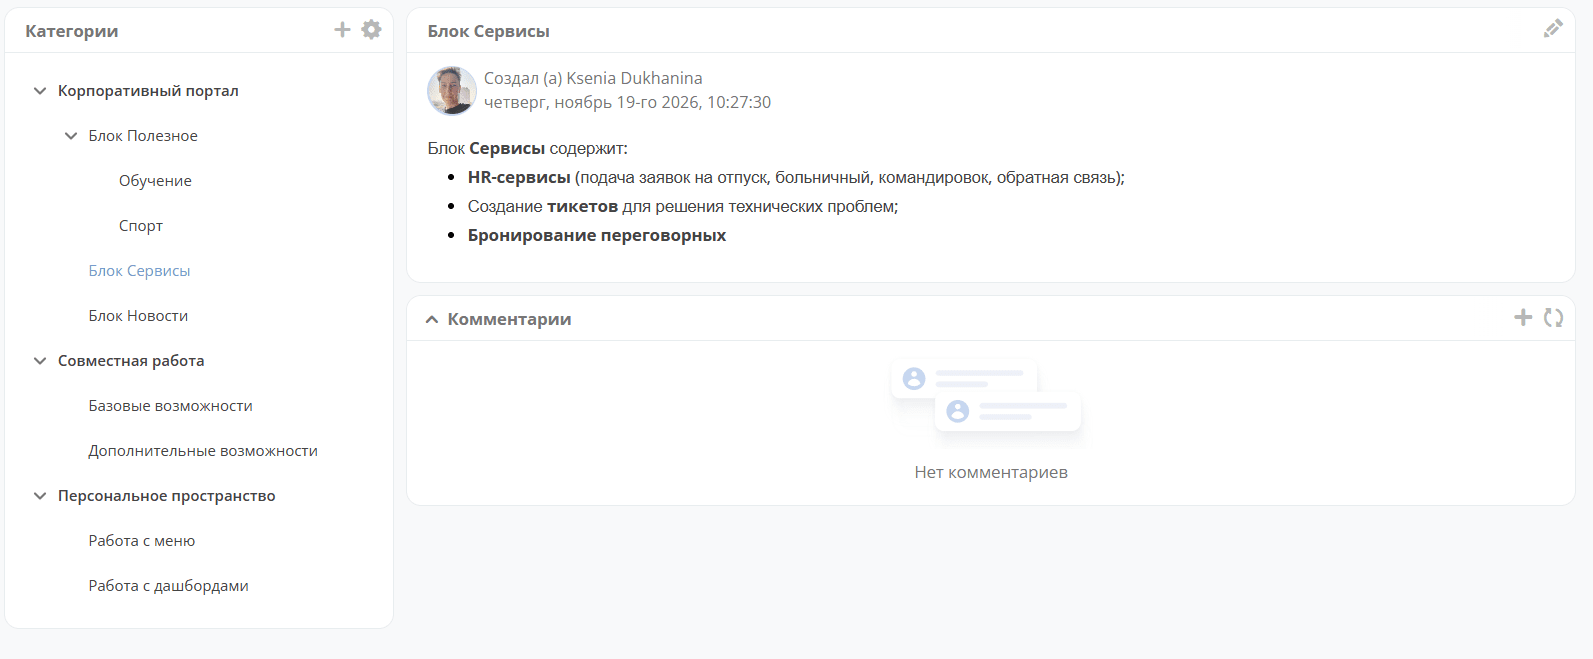 Категории
Корпоративный портал
Блок Полезное
Обучение
Спорт
Блок Сервисы
Блок Новости
Совместная работа
Базовые возможности
Дополнительные возможности
Персональное пространство
Работа с меню
Работа с дашбордами
Блок Сервисы
Создал (а) Ksenia Dukhanina
четверг, ноябрь 19-го 2026, 10:27:30
Блок Сервисы содержит:
HR-сервисы (подача заявок на отпуск, больничный, командировок, обратная связь);
Создание тикетов для решения технических проблем;
Бронирование переговорных
Комментарии
Нет комментариев